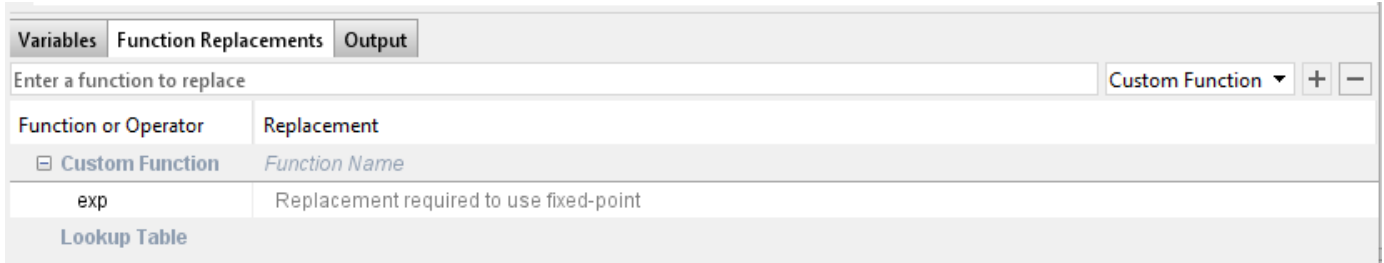 Variables Function Replacements Output
Enter a function to replace Custom Function
Function or Operator Replacement
Custom Function Function Name
exp Replacement required to use fixed-point
Lookup Table